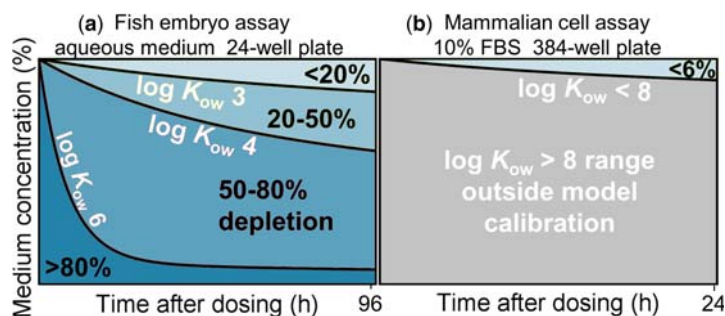 (a) Fish embryo assay
aqueous medium 24-well plate
(b) Mammalian cell assay
10% FBS 384-well plate
Medium concentration (%)
<20%
log Kow 3
20-50%
log Kow 4
log Kow 6
50-80%
depletion
>80%
Time after dosing (h)
96
<6%
log Kow < 8
log Kow > 8 range
outside model
calibration
Time after dosing (h)
24